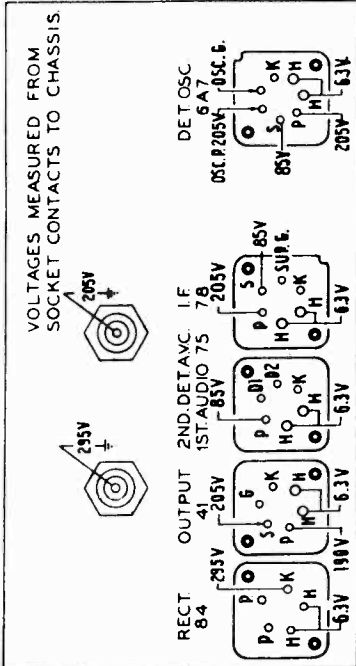 VOLTAGES MEASURED FROM
SOCKET CONTACTS TO CHASSIS.
295V
205V
RECT.
84
OUTPUT
41
2ND. DET. A.V.C.
1ST. AUDIO 75
I.F.
78
DET. OSC.
6A7
295V
P
P
K
H
H
6.3V
205V
G
S
K
P
H
H
190V
6.3V
85V
D1
D2
P
K
H
H
6.3V
205V
85V
S
P
SUP. G.
K
H
H
OSC. P. 205V
OSC. G.
K
S
H
H
P
85V
205V
6.3V.